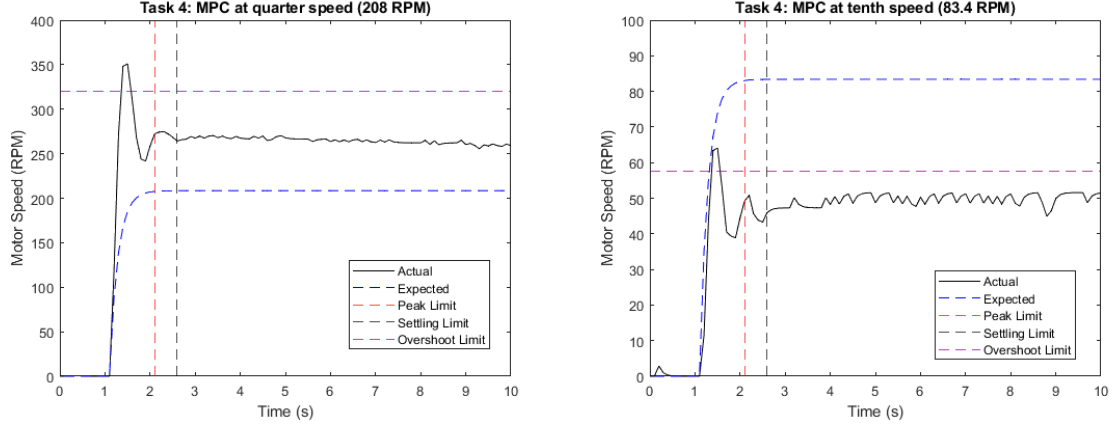 Task 4: MPC at quarter speed (208 RPM)
400
350
300
250
200
150
100
50
0
Motor Speed (RPM)
0 1 2 3 4 5 6 7 8 9 10
Time (s)
Actual
Expected
Peak Limit
Settling Limit
Overshoot Limit
Task 4: MPC at tenth speed (83.4 RPM)
100
90
80
70
60
50
40
30
20
10
0
Motor Speed (RPM)
0 1 2 3 4 5 6 7 8 9 10
Time (s)
Actual
Expected
Peak Limit
Settling Limit
Overshoot Limit